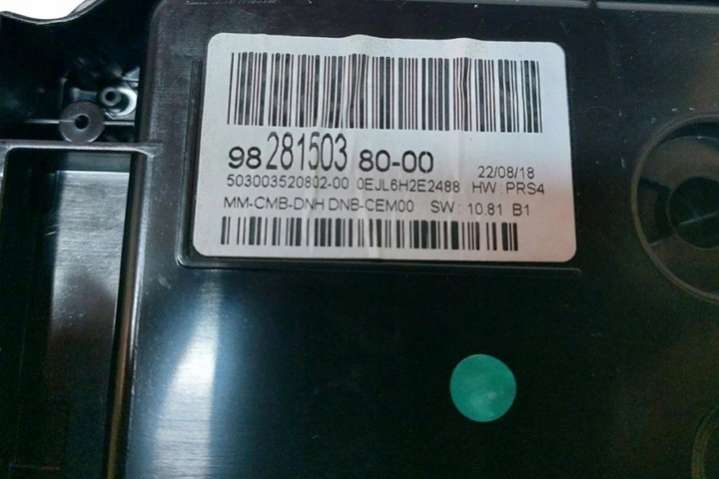 98 281503 80-00 22/08/18
503003520802-00 0EJL6H2E2488 HW: PRS4
MM-CMB-DNH DNB-CEM00 SW: 10.81 B1